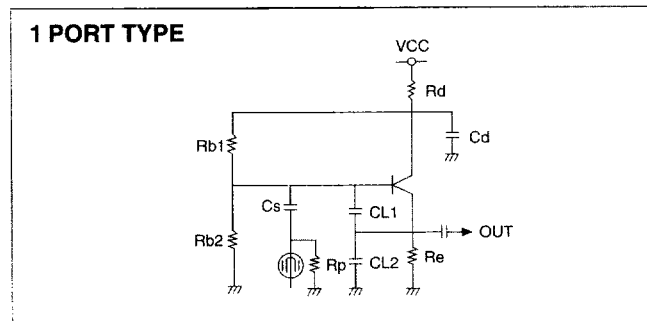 1 PORT TYPE
VCC
Rd
Cd
Rb1
Cs
CL1
OUT
Rb2
Rp
CL2
Re